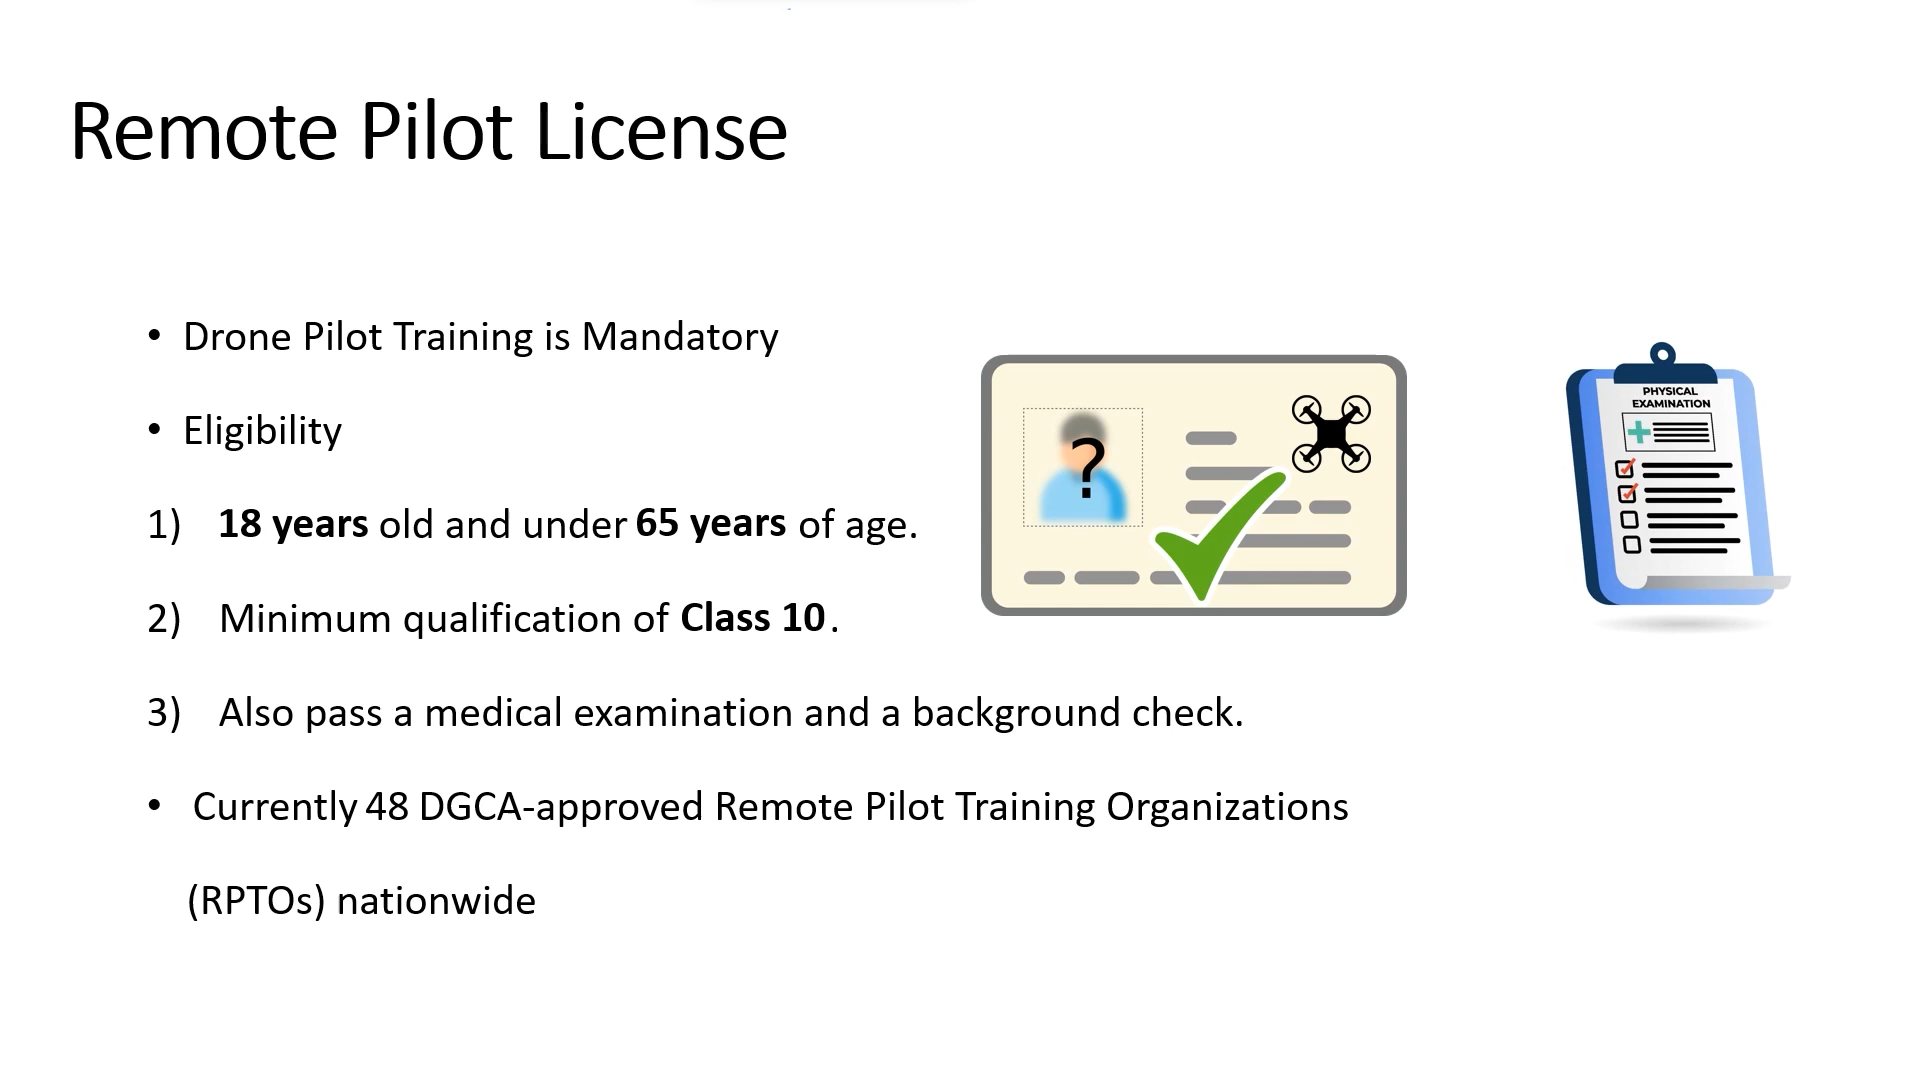 Remote Pilot License
• Drone Pilot Training is Mandatory
• Eligibility
1) 18 years old and under 65 years of age.
2) Minimum qualification of Class 10.
3) Also pass a medical examination and a background check.
• Currently 48 DGCA-approved Remote Pilot Training Organizations
(RPTOs) nationwide
?
PHYSICAL
EXAMINATION